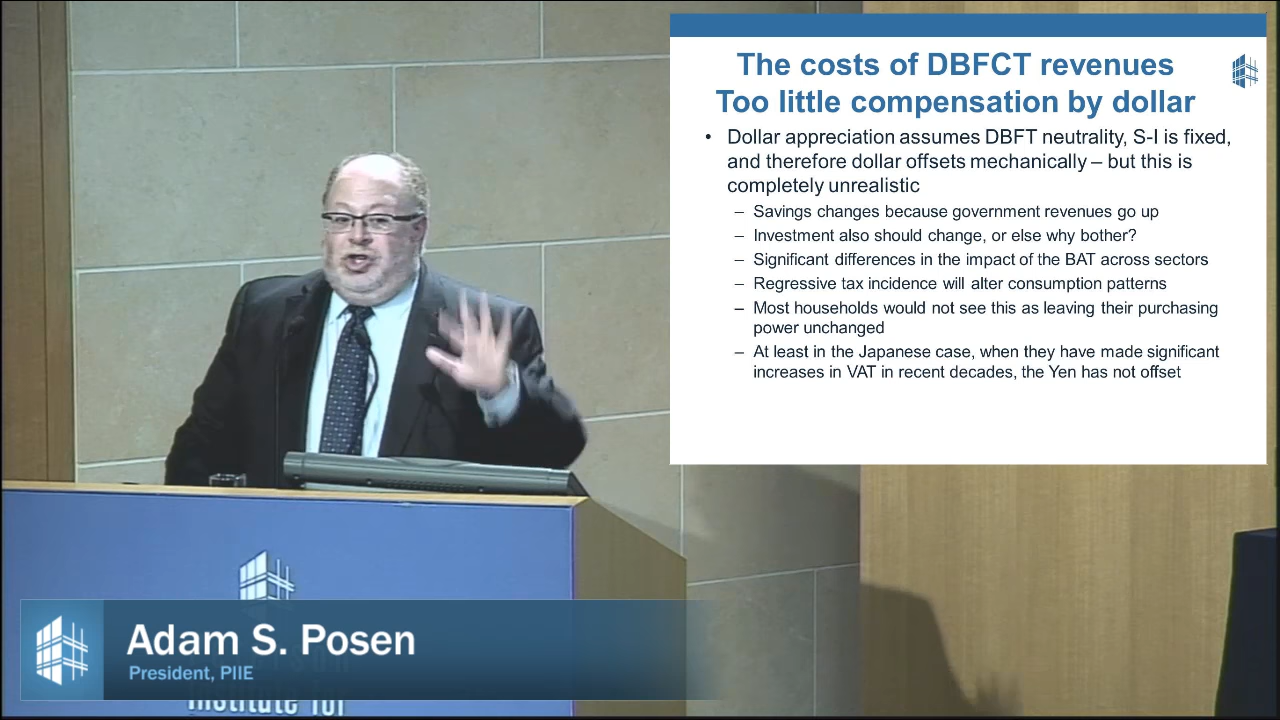 The costs of DBFCT revenues
Too little compensation by dollar
• Dollar appreciation assumes DBFT neutrality, S-I is fixed,
and therefore dollar offsets mechanically – but this is
completely unrealistic
– Savings changes because government revenues go up
– Investment also should change, or else why bother?
– Significant differences in the impact of the BAT across sectors
– Regressive tax incidence will alter consumption patterns
– Most households would not see this as leaving their purchasing
power unchanged
– At least in the Japanese case, when they have made significant
increases in VAT in recent decades, the Yen has not offset
Adam S. Posen
President, PIIE
Institute for